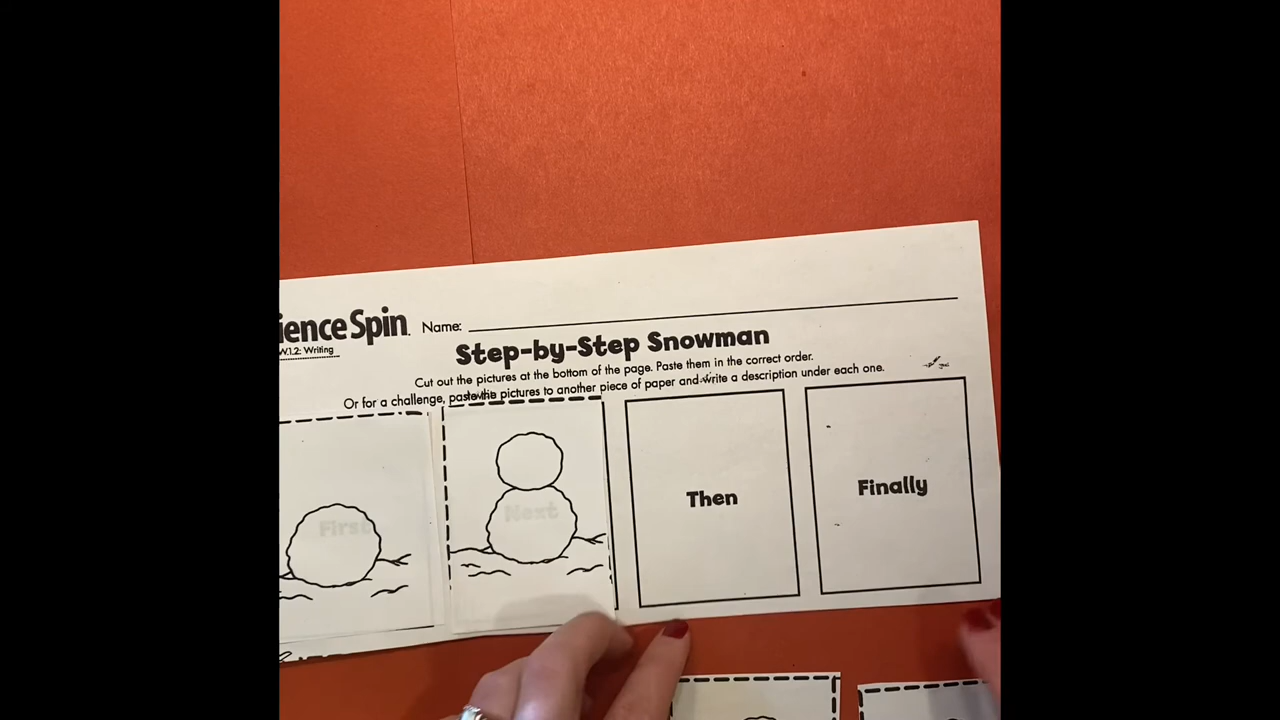 ience Spin.
Name:
W.1.2: Writing
Step-by-Step Snowman
Cut out the pictures at the bottom of the page. Paste them in the correct order.
Or for a challenge, paste the pictures to another piece of paper and write a description under each one.
First
Next
Then
Finally